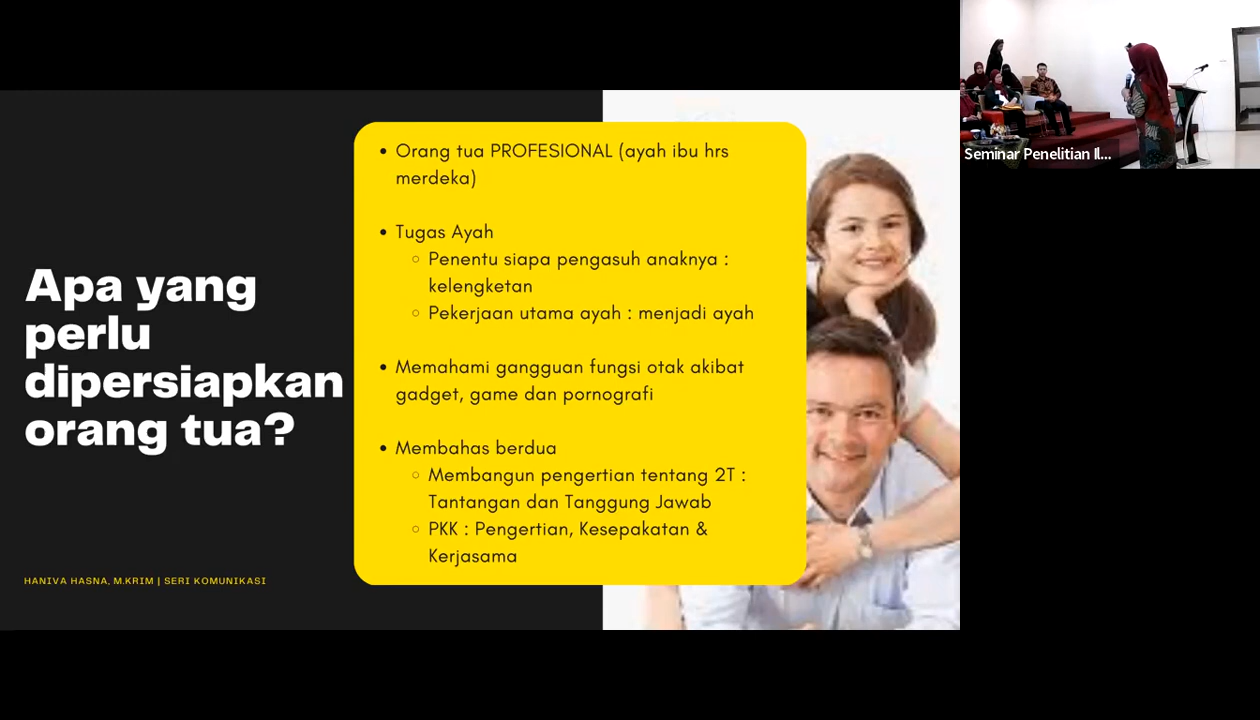 Apa yang
perlu
dipersiapkan
orang tua?
HANIVA HASNA, M.KRIM | SERI KOMUNIKASI
• Orang tua PROFESIONAL (ayah ibu hrs
merdeka)
• Tugas Ayah
○ Penentu siapa pengasuh anaknya :
kelengketan
○ Pekerjaan utama ayah : menjadi ayah
• Memahami gangguan fungsi otak akibat
gadget, game dan pornografi
• Membahas berdua
○ Membangun pengertian tentang 2T :
Tantangan dan Tanggung Jawab
○ PKK : Pengertian, Kesepakatan &
Kerjasama
Seminar Penelitian Il...